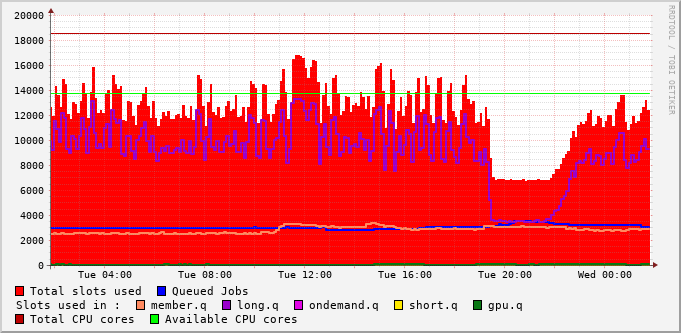 20000
18000
16000
14000
12000
10000
8000
6000
4000
2000
0
Tue 04:00 Tue 08:00 Tue 12:00 Tue 16:00 Tue 20:00 Wed 00:00
RRDTOOL / TOBI OETIKER
Total slots used Queued Jobs
Slots used in : member.q long.q ondemand.q short.q gpu.q
Total CPU cores Available CPU cores